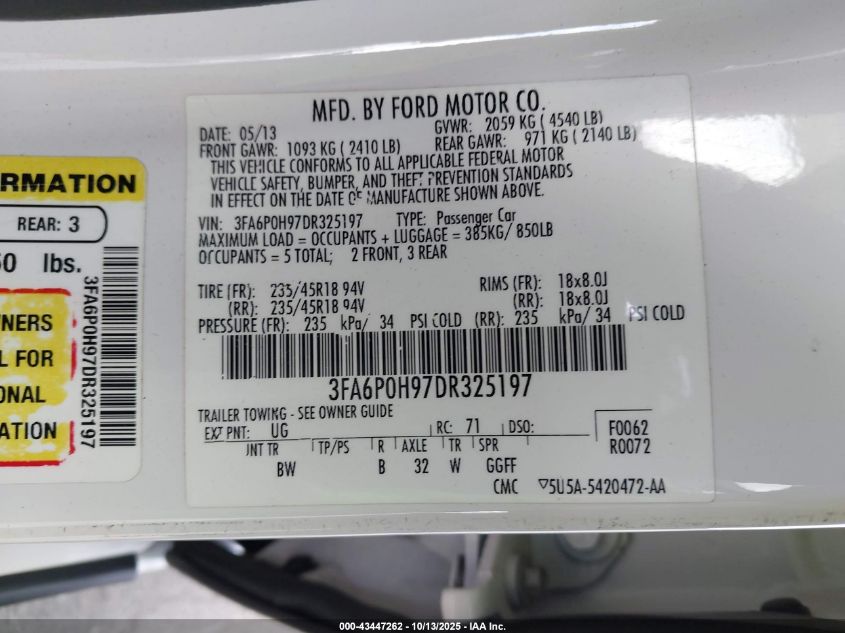 MFD. BY FORD MOTOR CO.
DATE: 05/13 GVWR: 2059 KG ( 4540 LB)
FRONT GAWR: 1093 KG ( 2410 LB) REAR GAWR: 971 KG ( 2140 LB)
THIS VEHICLE CONFORMS TO ALL APPLICABLE FEDERAL MOTOR
VEHICLE SAFETY, BUMPER, AND THEFT PREVENTION STANDARDS
IN EFFECT ON THE DATE OF MANUFACTURE SHOWN ABOVE.
VIN: 3FA6P0H97DR325197 TYPE: Passenger Car
MAXIMUM LOAD = OCCUPANTS + LUGGAGE = 385KG/ 850LB
OCCUPANTS = 5 TOTAL; 2 FRONT, 3 REAR
TIRE (FR): 235/45R18 94V RIMS (FR): 18x8.0J
(RR): 235/45R18 94V (RR): 18x8.0J
PRESSURE (FR): 235 kPa/ 34 PSI COLD (RR): 235 kPa/ 34 PSI COLD
3FA6P0H97DR325197
TRAILER TOWING - SEE OWNER GUIDE
EXT PNT: UG RC: 71 DSO: F0062
INT TR TP/PS R AXLE TR SPR R0072
BW B 32 W GGFF
CMC ▽5U5A-5420472-AA
RMATION
REAR: 3
50 lbs.
WNERS
L FOR
ONAL
ATION
3FA6P0H97DR325197
000-43447262 - 10/13/2025 - IAA Inc.